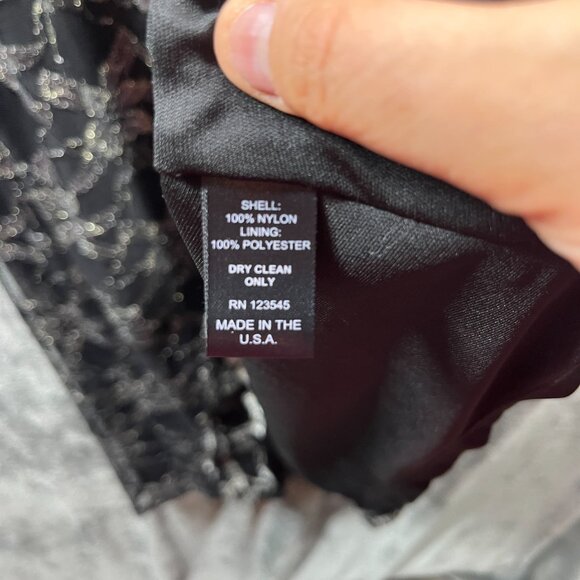 SHELL:
100% NYLON
LINING:
100% POLYESTER
DRY CLEAN
ONLY
RN 123545
MADE IN THE
U.S.A.